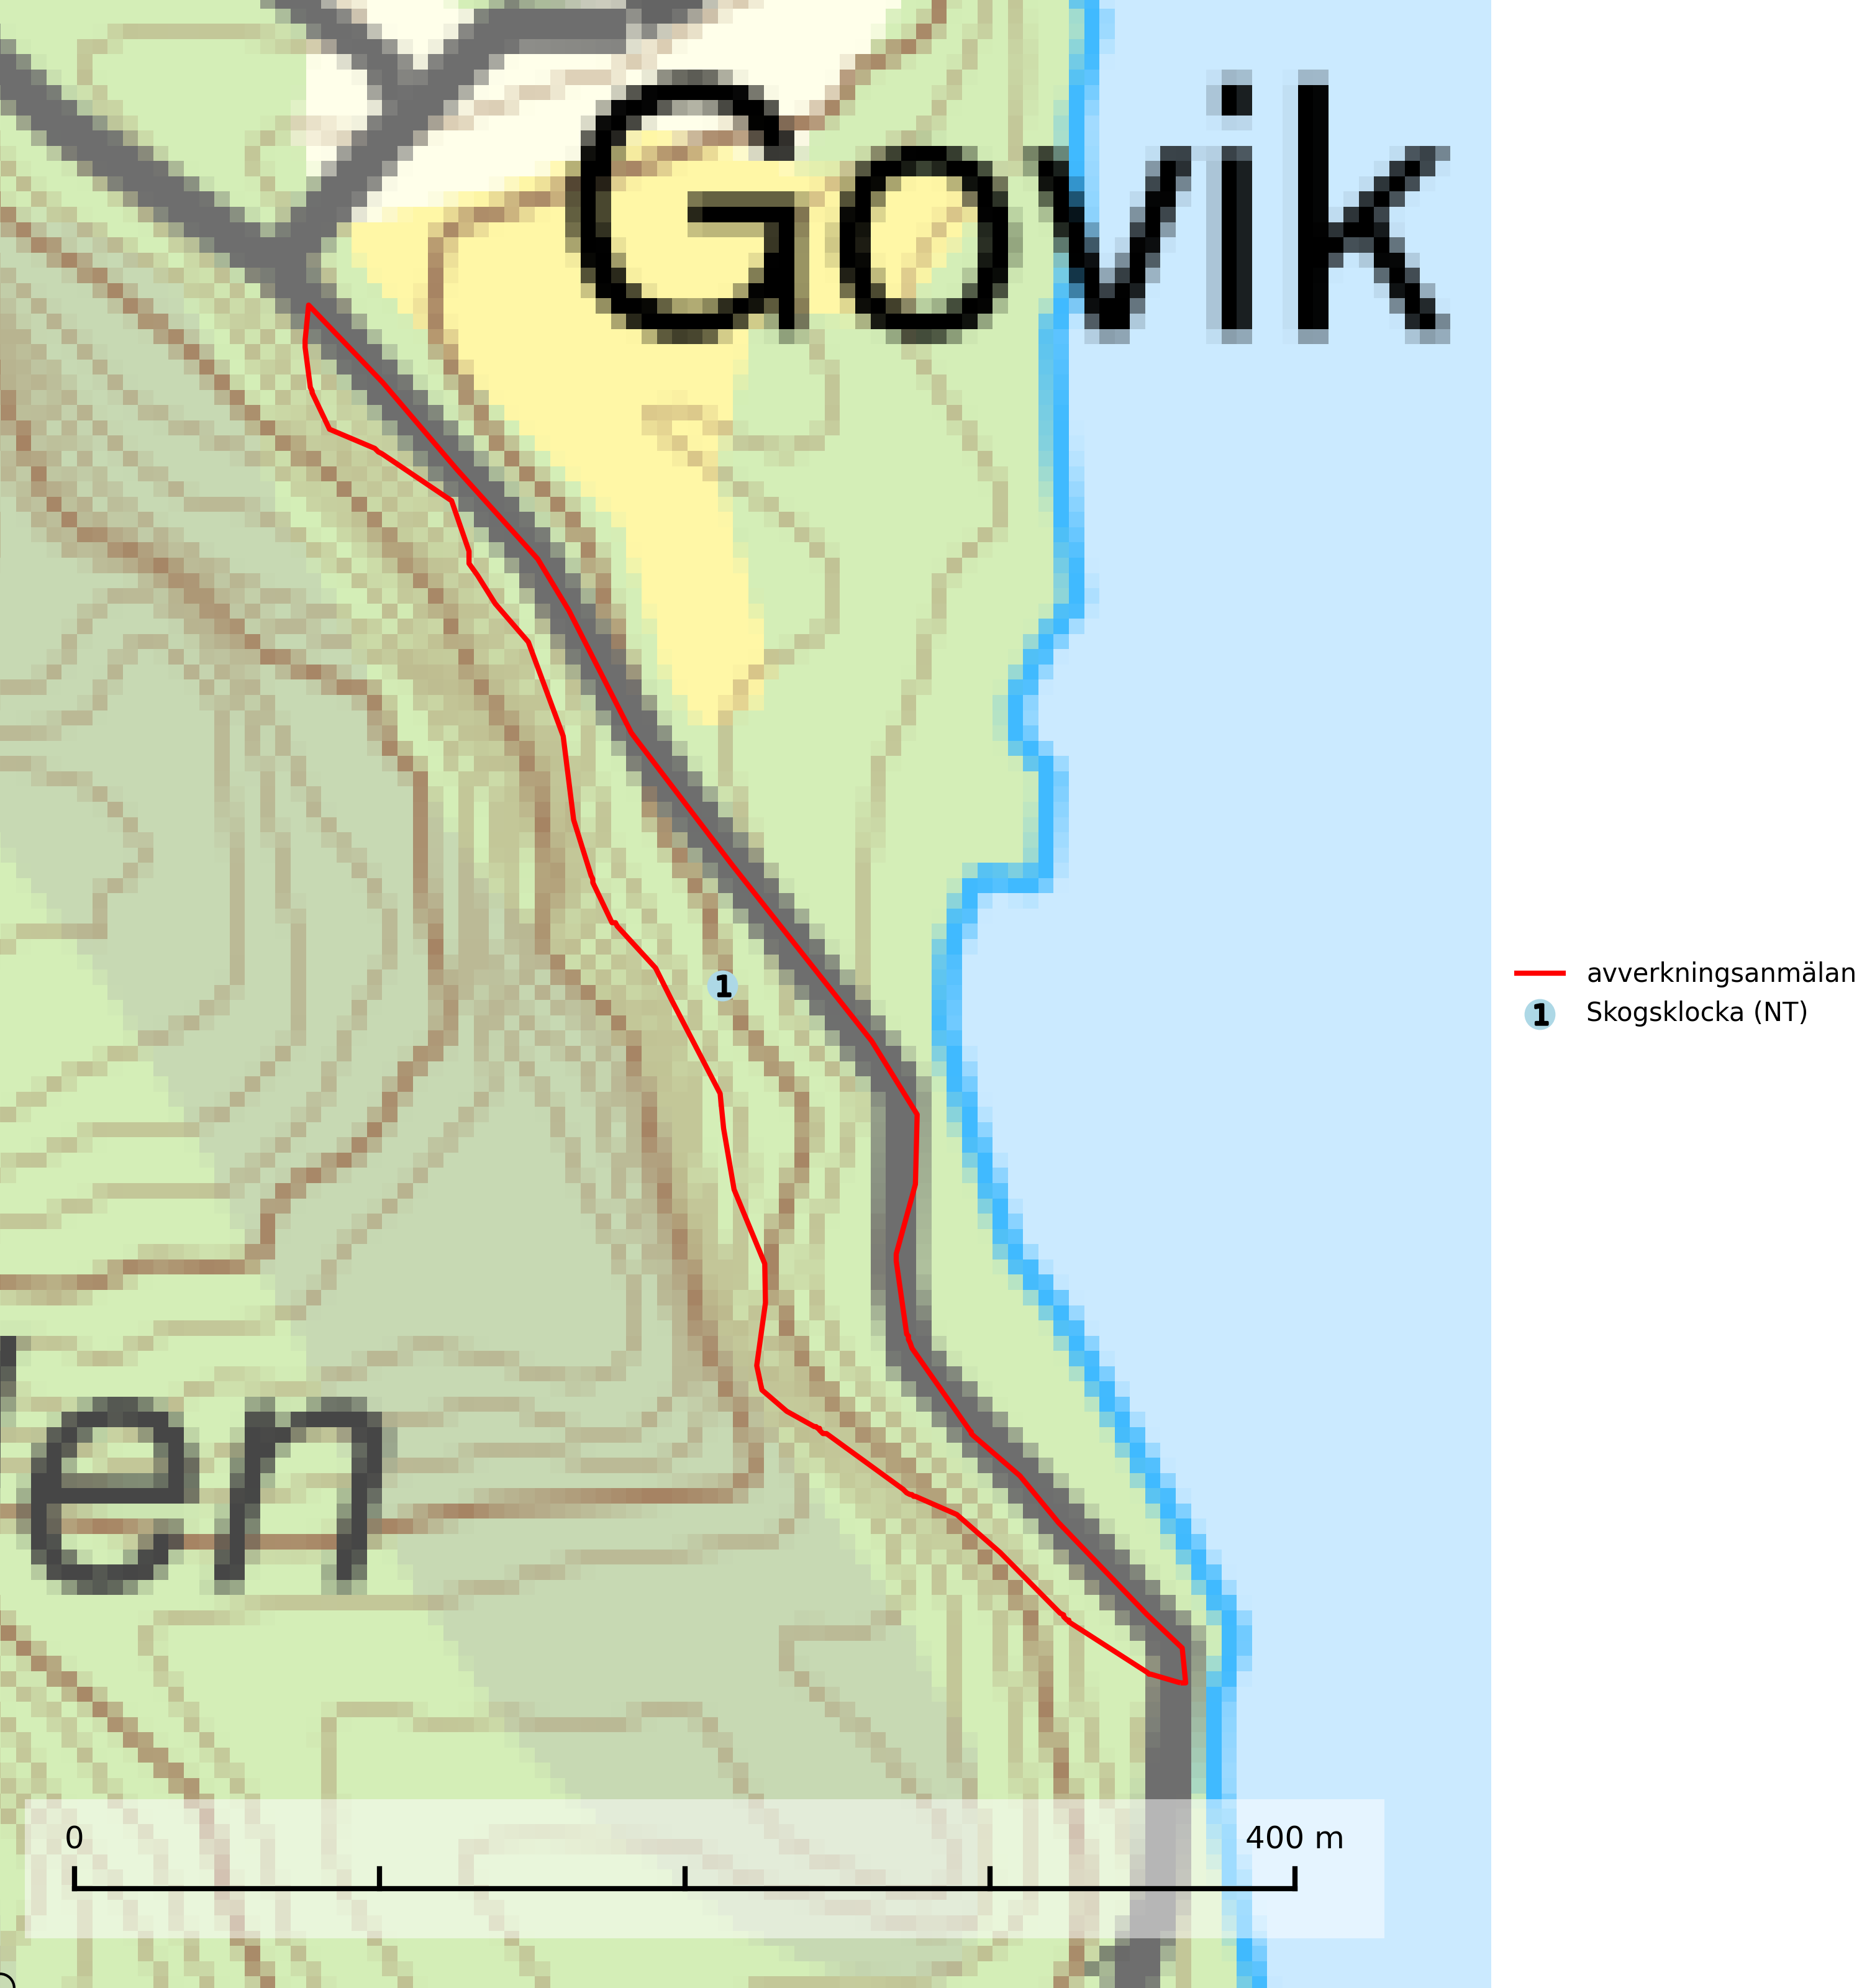 Govik
1
avverkningsanmälan
1 Skogsklocka (NT)
en
0 400 m